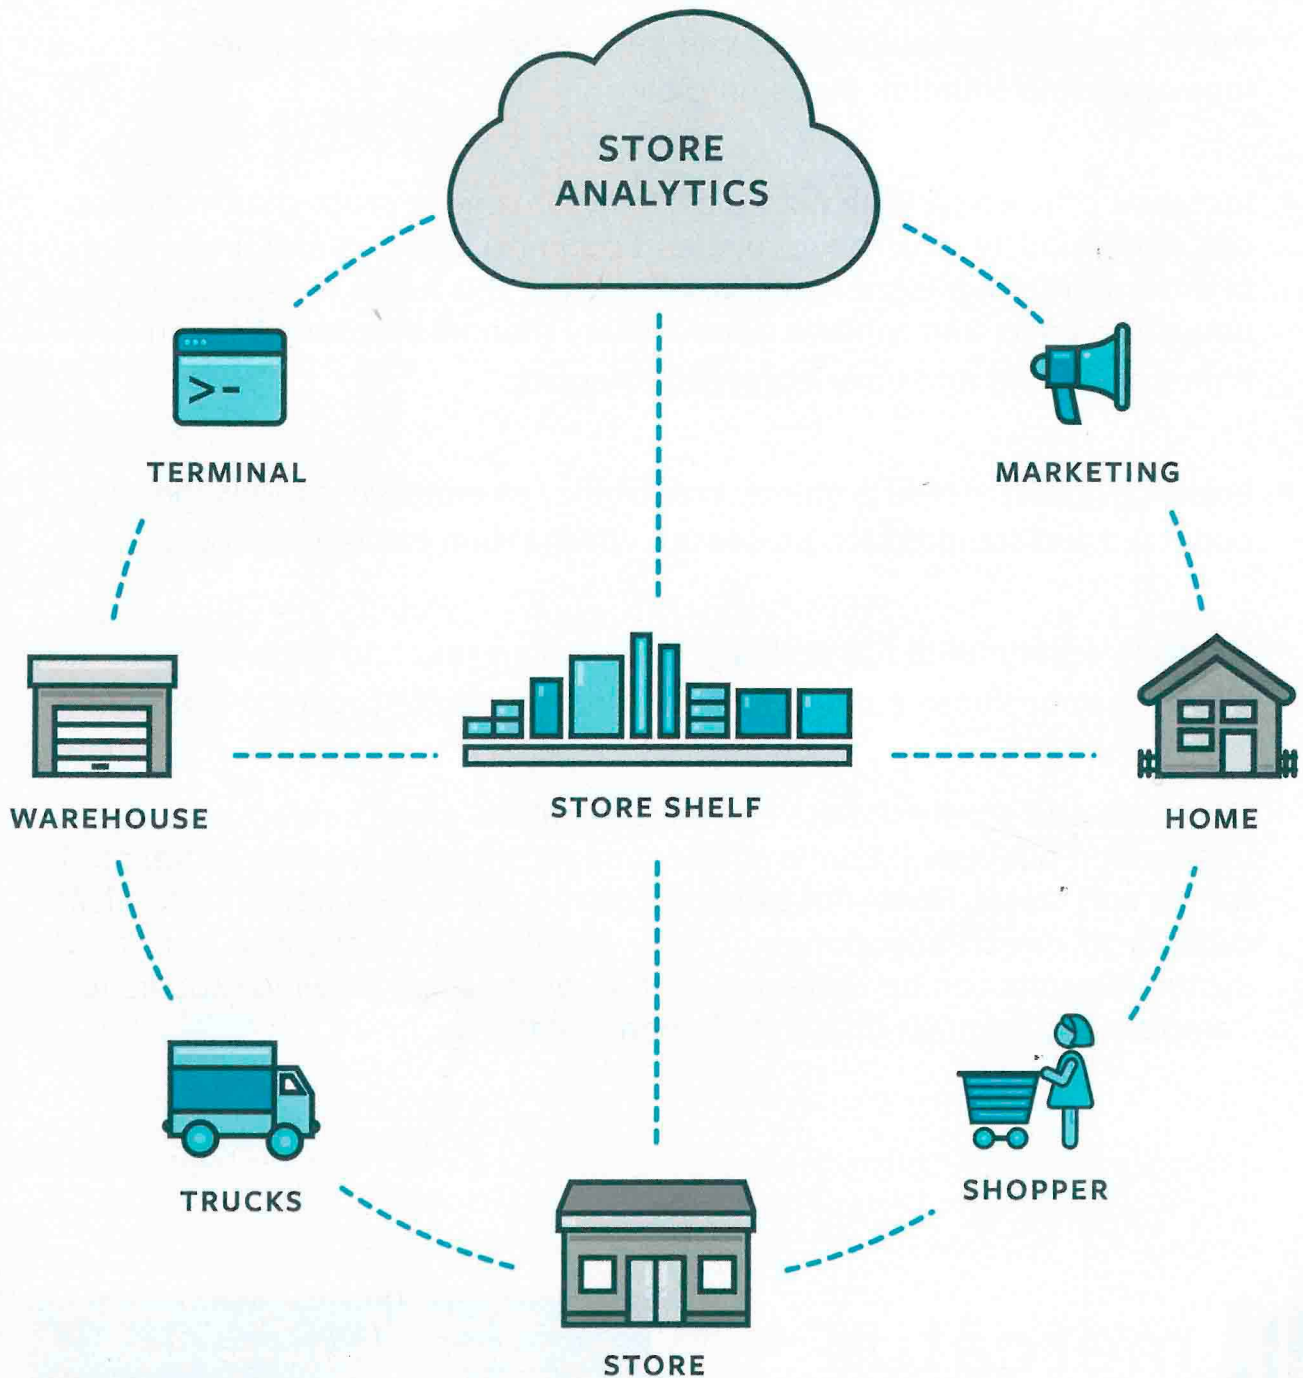 STORE
ANALYTICS
>-
TERMINAL
MARKETING
WAREHOUSE
STORE SHELF
HOME
TRUCKS
SHOPPER
STORE